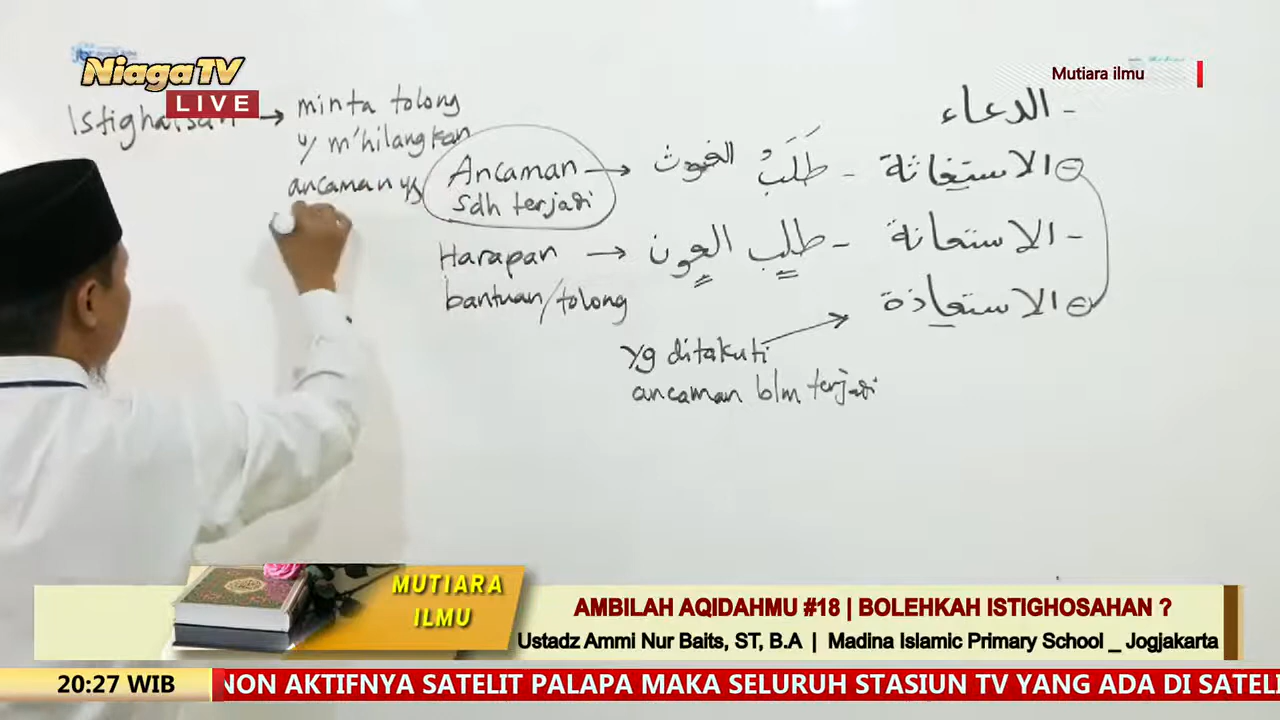 NiagaTV
LIVE
Mutiara ilmu
Istighatsah → minta tolong
u/ m'hilangkan
ancaman yg
Ancaman
sdh terjadi
Harapan
bantuan/tolong
- الدعاء
الاستغاثة - طلب الغوث
- الاستعانة - طلب العون
الاستعاذة
yg ditakuti
ancaman blm terjadi
MUTIARA
ILMU
AMBILAH AQIDAHMU #18 | BOLEHKAH ISTIGHOSAHAN ?
Ustadz Ammi Nur Baits, ST, B.A | Madina Islamic Primary School _ Jogjakarta
20:27 WIB
NON AKTIFNYA SATELIT PALAPA MAKA SELURUH STASIUN TV YANG ADA DI SATELI